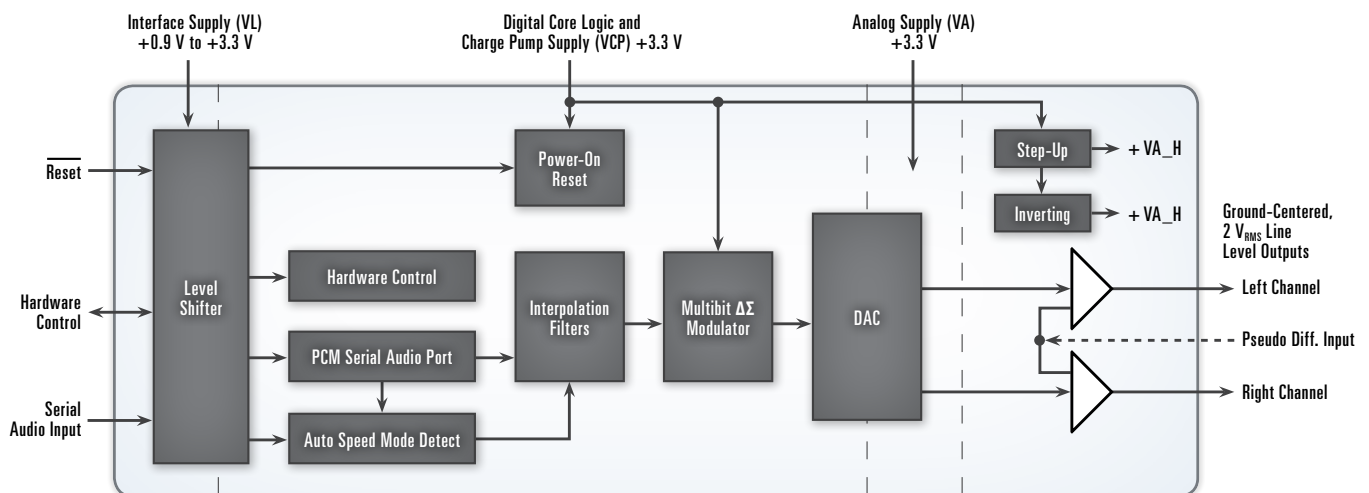 Interface Supply (VL)
+0.9 V to +3.3 V
Digital Core Logic and
Charge Pump Supply (VCP) +3.3 V
Analog Supply (VA)
+3.3 V
Reset
Hardware
Control
Serial
Audio Input
Level
Shifter
Power-On
Reset
Hardware Control
PCM Serial Audio Port
Auto Speed Mode Detect
Interpolation
Filters
Multibit ΔΣ
Modulator
DAC
Step-Up
+ VA_H
Inverting
+ VA_H
Ground-Centered,
2 VRMS Line
Level Outputs
Left Channel
Pseudo Diff. Input
Right Channel